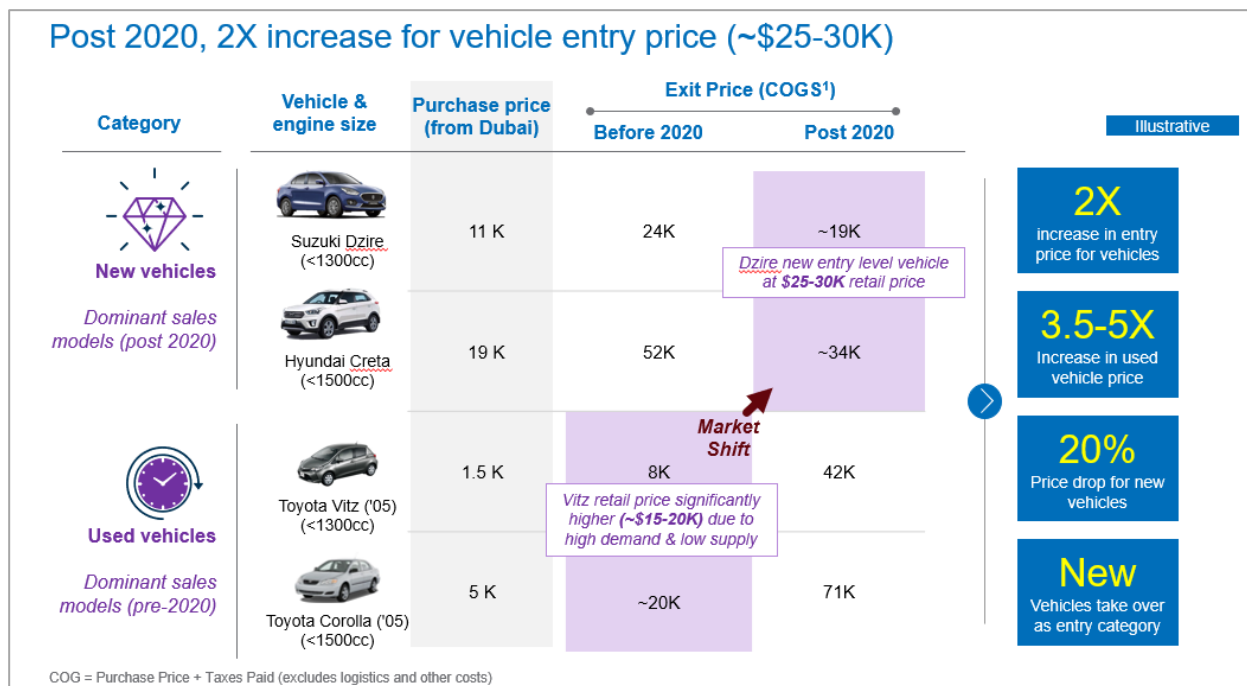 Post 2020, 2X increase for vehicle entry price (~$25-30K)
Category
Vehicle &
engine size
Purchase price
(from Dubai)
Exit Price (COGS¹)
Before 2020
Post 2020
Illustrative
New vehicles
Dominant sales
models (post 2020)
Suzuki Dzire
(<1300cc)
11 K
24K
~19K
Dzire new entry level vehicle
at $25-30K retail price
Hyundai Creta
(<1500cc)
19 K
52K
~34K
Market
Shift
Used vehicles
Dominant sales
models (pre-2020)
Toyota Vitz ('05)
(<1300cc)
1.5 K
8K
42K
Vitz retail price significantly
higher (~$15-20K) due to
high demand & low supply
Toyota Corolla ('05)
(<1500cc)
5 K
~20K
71K
2X
increase in entry
price for vehicles
3.5-5X
Increase in used
vehicle price
20%
Price drop for new
vehicles
New
Vehicles take over
as entry category
COG = Purchase Price + Taxes Paid (excludes logistics and other costs)